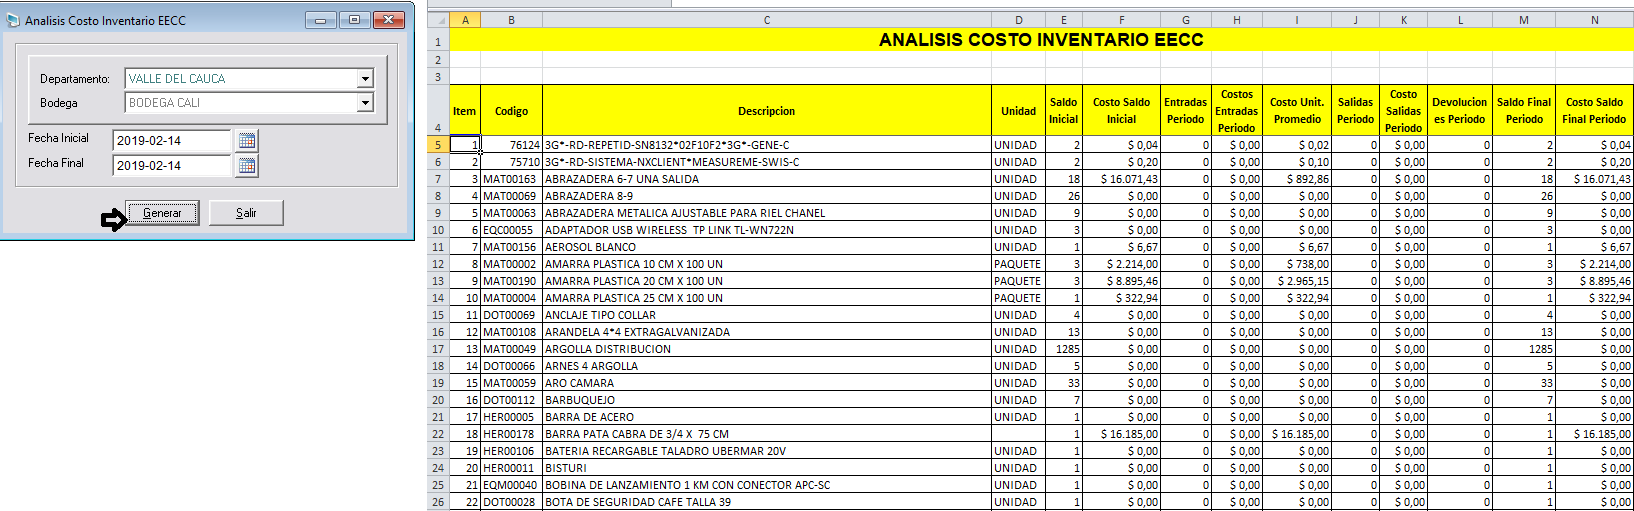 Analisis Costo Inventario EECC
Departamento: VALLE DEL CAUCA
Bodega BODEGA CALI
Fecha Inicial 2019-02-14
Fecha Final 2019-02-14
Generar Salir
A B C D E F G H I J K L M N
1 ANALISIS COSTO INVENTARIO EECC
2
3
4 Item Codigo Descripcion Unidad Saldo Inicial Costo Saldo Inicial Entradas Periodo Costos Entradas Periodo Costo Unit. Promedio Salidas Periodo Costo Salidas Periodo Devoluciones Periodo Saldo Final Periodo Costo Saldo Final Periodo
5 1 76124 3G*-RD-REPETID-SN8132*02F10F2*3G*-GENE-C UNIDAD 2 $ 0,04 0 $ 0,00 $ 0,02 0 $ 0,00 0 2 $ 0,04
6 2 75710 3G*-RD-SISTEMA-NXCLIENT*MEASUREME-SWIS-C UNIDAD 2 $ 0,20 0 $ 0,00 $ 0,10 0 $ 0,00 0 2 $ 0,20
7 3 MAT00163 ABRAZADERA 6-7 UNA SALIDA UNIDAD 18 $ 16.071,43 0 $ 0,00 $ 892,86 0 $ 0,00 0 18 $ 16.071,43
8 4 MAT00069 ABRAZADERA 8-9 UNIDAD 26 $ 0,00 0 $ 0,00 $ 0,00 0 $ 0,00 0 26 $ 0,00
9 5 MAT00063 ABRAZADERA METALICA AJUSTABLE PARA RIEL CHANEL UNIDAD 9 $ 0,00 0 $ 0,00 $ 0,00 0 $ 0,00 0 9 $ 0,00
10 6 EQC00055 ADAPTADOR USB WIRELESS TP LINK TL-WN722N UNIDAD 3 $ 0,00 0 $ 0,00 $ 0,00 0 $ 0,00 0 3 $ 0,00
11 7 MAT00156 AEROSOL BLANCO UNIDAD 1 $ 6,67 0 $ 0,00 $ 6,67 0 $ 0,00 0 1 $ 6,67
12 8 MAT00002 AMARRA PLASTICA 10 CM X 100 UN PAQUETE 3 $ 2.214,00 0 $ 0,00 $ 738,00 0 $ 0,00 0 3 $ 2.214,00
13 9 MAT00190 AMARRA PLASTICA 20 CM X 100 UN PAQUETE 3 $ 8.895,46 0 $ 0,00 $ 2.965,15 0 $ 0,00 0 3 $ 8.895,46
14 10 MAT00004 AMARRA PLASTICA 25 CM X 100 UN PAQUETE 1 $ 322,94 0 $ 0,00 $ 322,94 0 $ 0,00 0 1 $ 322,94
15 11 DOT00069 ANCLAJE TIPO COLLAR UNIDAD 4 $ 0,00 0 $ 0,00 $ 0,00 0 $ 0,00 0 4 $ 0,00
16 12 MAT00108 ARANDELA 4*4 EXTRAGALVANIZADA UNIDAD 13 $ 0,00 0 $ 0,00 $ 0,00 0 $ 0,00 0 13 $ 0,00
17 13 MAT00049 ARGOLLA DISTRIBUCION UNIDAD 1285 $ 0,00 0 $ 0,00 $ 0,00 0 $ 0,00 0 1285 $ 0,00
18 14 DOT00066 ARNES 4 ARGOLLA UNIDAD 5 $ 0,00 0 $ 0,00 $ 0,00 0 $ 0,00 0 5 $ 0,00
19 15 MAT00059 ARO CAMARA UNIDAD 33 $ 0,00 0 $ 0,00 $ 0,00 0 $ 0,00 0 33 $ 0,00
20 16 DOT00112 BARBUQUEJO UNIDAD 7 $ 0,00 0 $ 0,00 $ 0,00 0 $ 0,00 0 7 $ 0,00
21 17 HER00005 BARRA DE ACERO UNIDAD 1 $ 0,00 0 $ 0,00 $ 0,00 0 $ 0,00 0 1 $ 0,00
22 18 HER00178 BARRA PATA CABRA DE 3/4 X 75 CM 1 $ 16.185,00 0 $ 0,00 $ 16.185,00 0 $ 0,00 0 1 $ 16.185,00
23 19 HER00106 BATERIA RECARGABLE TALADRO UBERMAR 20V UNIDAD 1 $ 0,00 0 $ 0,00 $ 0,00 0 $ 0,00 0 1 $ 0,00
24 20 HER00011 BISTURI UNIDAD 1 $ 0,00 0 $ 0,00 $ 0,00 0 $ 0,00 0 1 $ 0,00
25 21 EQM00040 BOBINA DE LANZAMIENTO 1 KM CON CONECTOR APC-SC UNIDAD 1 $ 0,00 0 $ 0,00 $ 0,00 0 $ 0,00 0 1 $ 0,00
26 22 DOT00028 BOTA DE SEGURIDAD CAFE TALLA 39 UNIDAD 1 $ 0,00 0 $ 0,00 $ 0,00 0 $ 0,00 0 1 $ 0,00